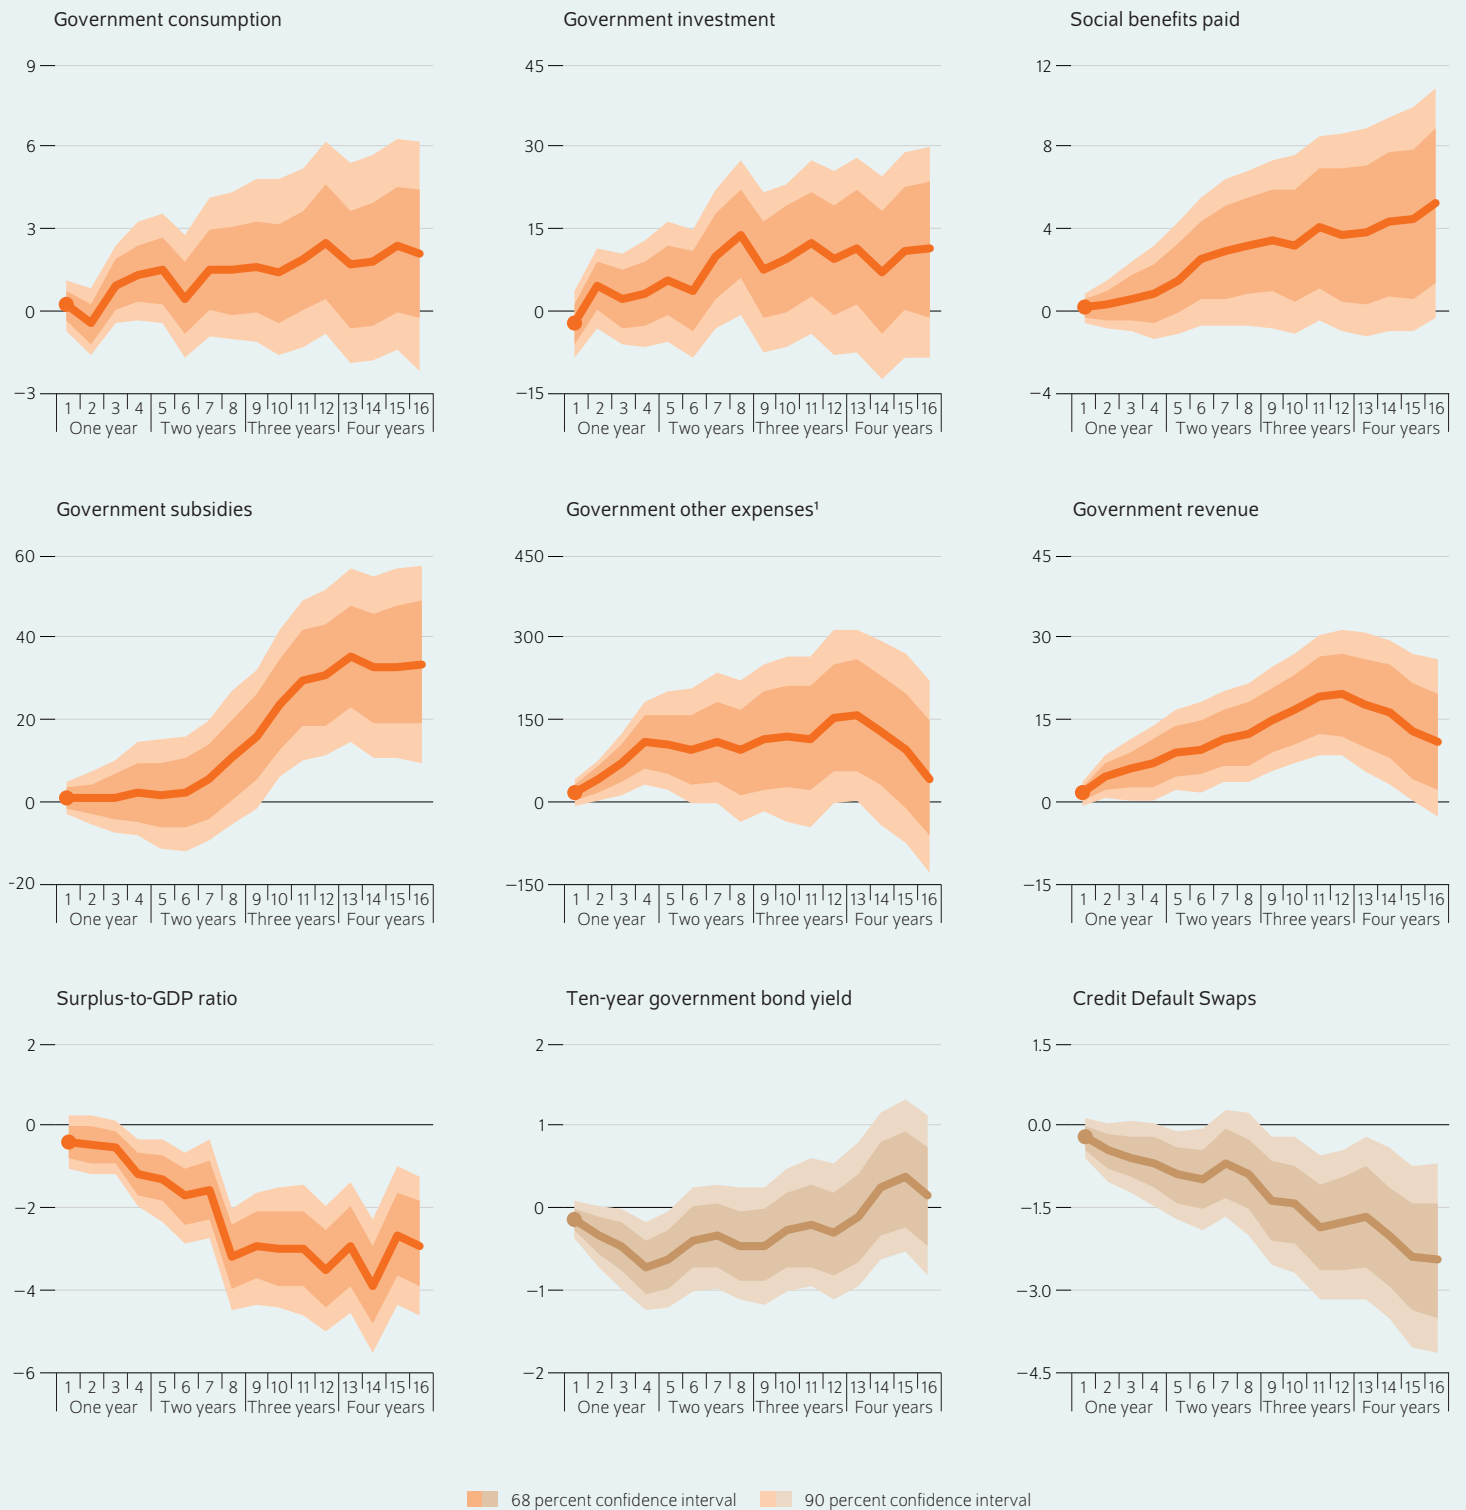 Government consumption
9
6
3
0
−3
1 2 3 4 5 6 7 8 9 10 11 12 13 14 15 16
One year Two years Three years Four years
Government investment
45
30
15
0
−15
1 2 3 4 5 6 7 8 9 10 11 12 13 14 15 16
One year Two years Three years Four years
Social benefits paid
12
8
4
0
−4
1 2 3 4 5 6 7 8 9 10 11 12 13 14 15 16
One year Two years Three years Four years
Government subsidies
60
40
20
0
-20
1 2 3 4 5 6 7 8 9 10 11 12 13 14 15 16
One year Two years Three years Four years
Government other expenses¹
450
300
150
0
−150
1 2 3 4 5 6 7 8 9 10 11 12 13 14 15 16
One year Two years Three years Four years
Government revenue
45
30
15
0
−15
1 2 3 4 5 6 7 8 9 10 11 12 13 14 15 16
One year Two years Three years Four years
Surplus-to-GDP ratio
2
0
−2
−4
−6
1 2 3 4 5 6 7 8 9 10 11 12 13 14 15 16
One year Two years Three years Four years
Ten-year government bond yield
2
1
0
−1
−2
1 2 3 4 5 6 7 8 9 10 11 12 13 14 15 16
One year Two years Three years Four years
Credit Default Swaps
1.5
0.0
−1.5
−3.0
−4.5
1 2 3 4 5 6 7 8 9 10 11 12 13 14 15 16
One year Two years Three years Four years
68 percent confidence interval
90 percent confidence interval